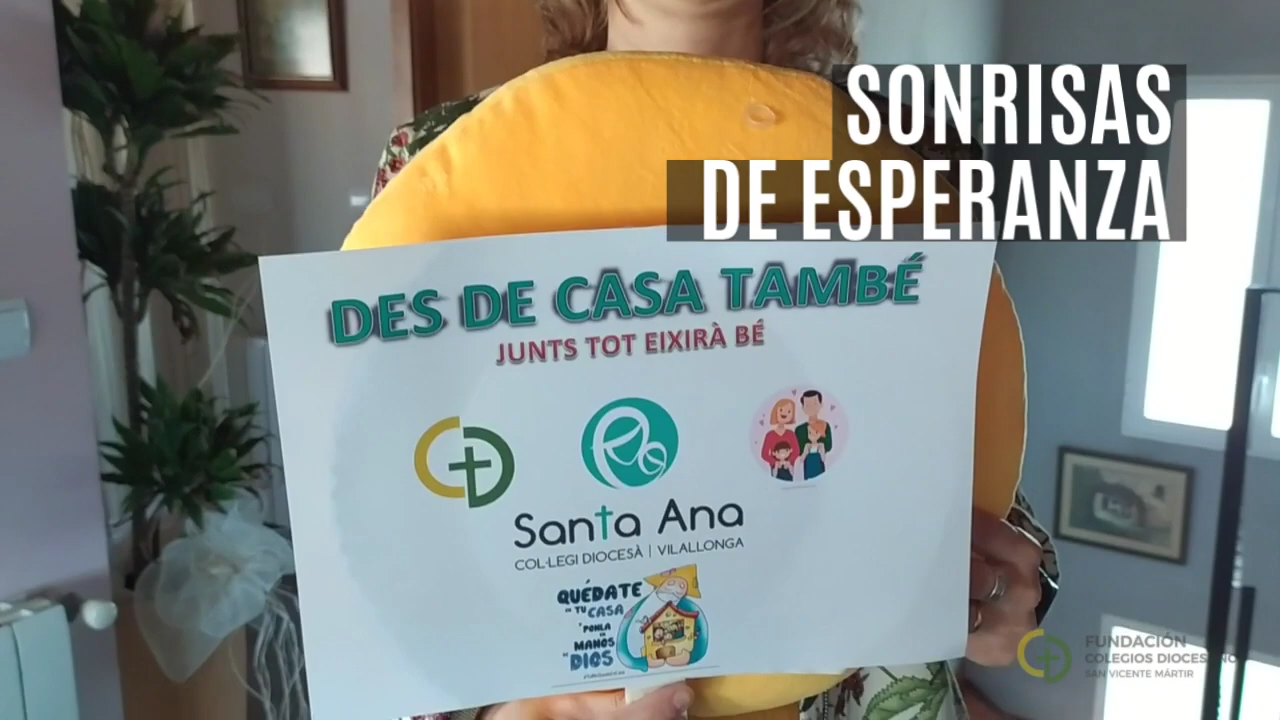 SONRISAS
DE ESPERANZA
DES DE CASA TAMBÉ
JUNTS TOT EIXIRÀ BÉ
CD
Santa Ana
COL·LEGI DIOCESÀ | VILALLONGA
QUÉDATE
EN TU CASA
Y PONLA
EN
MANOS
DE DIOS
FUNDACIÓN
COLEGIOS DIOCESANOS
SAN VICENTE MÁRTIR